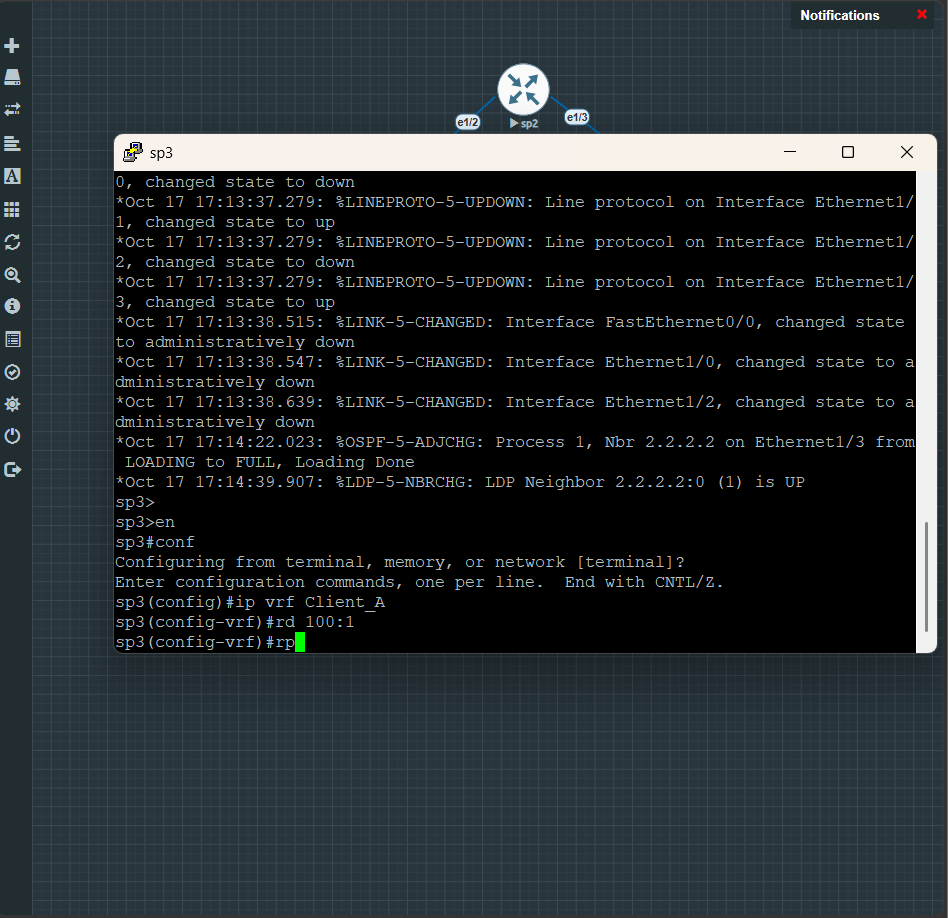 Notifications
e1/2
e1/3
sp2
sp3
0, changed state to down
*Oct 17 17:13:37.279: %LINEPROTO-5-UPDOWN: Line protocol on Interface Ethernet1/
1, changed state to up
*Oct 17 17:13:37.279: %LINEPROTO-5-UPDOWN: Line protocol on Interface Ethernet1/
2, changed state to down
*Oct 17 17:13:37.279: %LINEPROTO-5-UPDOWN: Line protocol on Interface Ethernet1/
3, changed state to up
*Oct 17 17:13:38.515: %LINK-5-CHANGED: Interface FastEthernet0/0, changed state
to administratively down
*Oct 17 17:13:38.547: %LINK-5-CHANGED: Interface Ethernet1/0, changed state to a
dministratively down
*Oct 17 17:13:38.639: %LINK-5-CHANGED: Interface Ethernet1/2, changed state to a
dministratively down
*Oct 17 17:14:22.023: %OSPF-5-ADJCHG: Process 1, Nbr 2.2.2.2 on Ethernet1/3 from
 LOADING to FULL, Loading Done
*Oct 17 17:14:39.907: %LDP-5-NBRCHG: LDP Neighbor 2.2.2.2:0 (1) is UP
sp3>
sp3>en
sp3#conf
Configuring from terminal, memory, or network [terminal]?
Enter configuration commands, one per line.  End with CNTL/Z.
sp3(config)#ip vrf Client_A
sp3(config-vrf)#rd 100:1
sp3(config-vrf)#rp